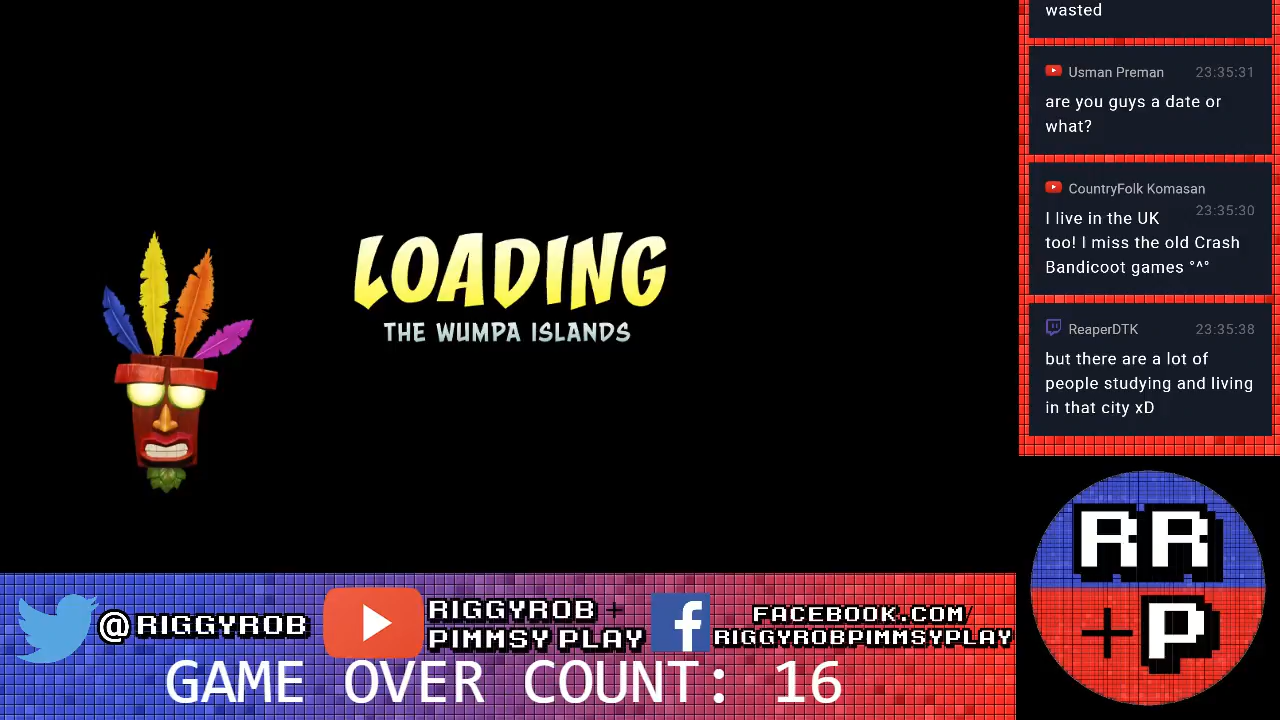 LOADING
THE WUMPA ISLANDS
wasted
Usman Preman 23:35:31
are you guys a date or
what?
CountryFolk Komasan
23:35:30
I live in the UK
too! I miss the old Crash
Bandicoot games °^°
ReaperDTK 23:35:38
but there are a lot of
people studying and living
in that city xD
RR
+P
@RIGGYROB
RIGGYROB +
PIMMSY PLAY
FACEBOOK.COM/
RIGGYROBPIMMSYPLAY
GAME OVER COUNT: 16